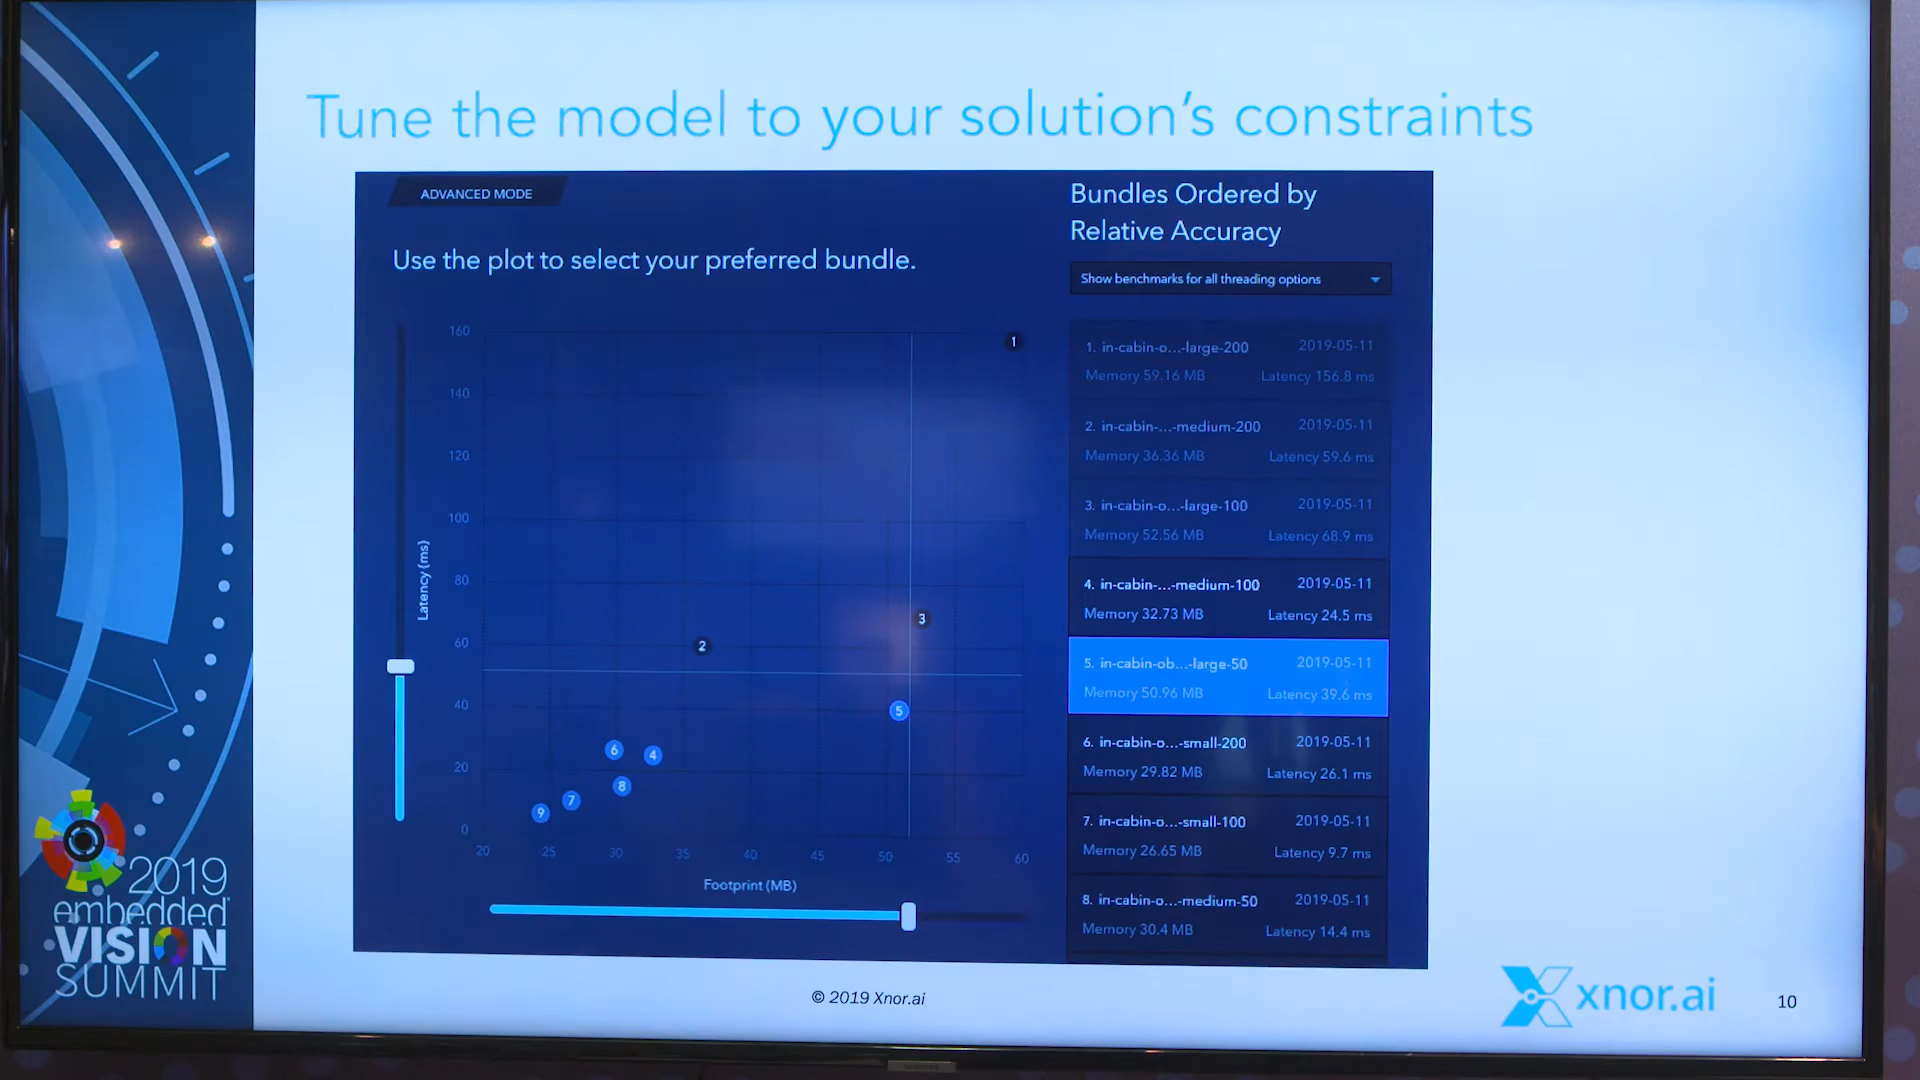 Tune the model to your solution's constraints
ADVANCED MODE
Use the plot to select your preferred bundle.
Bundles Ordered by
Relative Accuracy
Show benchmarks for all threading options
160
140
120
100
80
60
40
20
0
Latency (ms)
1
2
3
5
6
4
8
7
9
20 25 30 35 40 45 50 55 60
Footprint (MB)
1. in-cabin-o...-large-200 2019-05-11
Memory 59.16 MB Latency 156.8 ms
2. in-cabin-...-medium-200 2019-05-11
Memory 36.36 MB Latency 59.6 ms
3. in-cabin-o...-large-100 2019-05-11
Memory 52.56 MB Latency 68.9 ms
4. in-cabin-...-medium-100 2019-05-11
Memory 32.73 MB Latency 24.5 ms
5. in-cabin-ob...-large-50 2019-05-11
Memory 50.96 MB Latency 39.6 ms
6. in-cabin-o...-small-200 2019-05-11
Memory 29.82 MB Latency 26.1 ms
7. in-cabin-o...-small-100 2019-05-11
Memory 26.65 MB Latency 9.7 ms
8. in-cabin-o...-medium-50 2019-05-11
Memory 30.4 MB Latency 14.4 ms
2019
embedded
VISION
SUMMIT
© 2019 Xnor.ai
xnor.ai
10